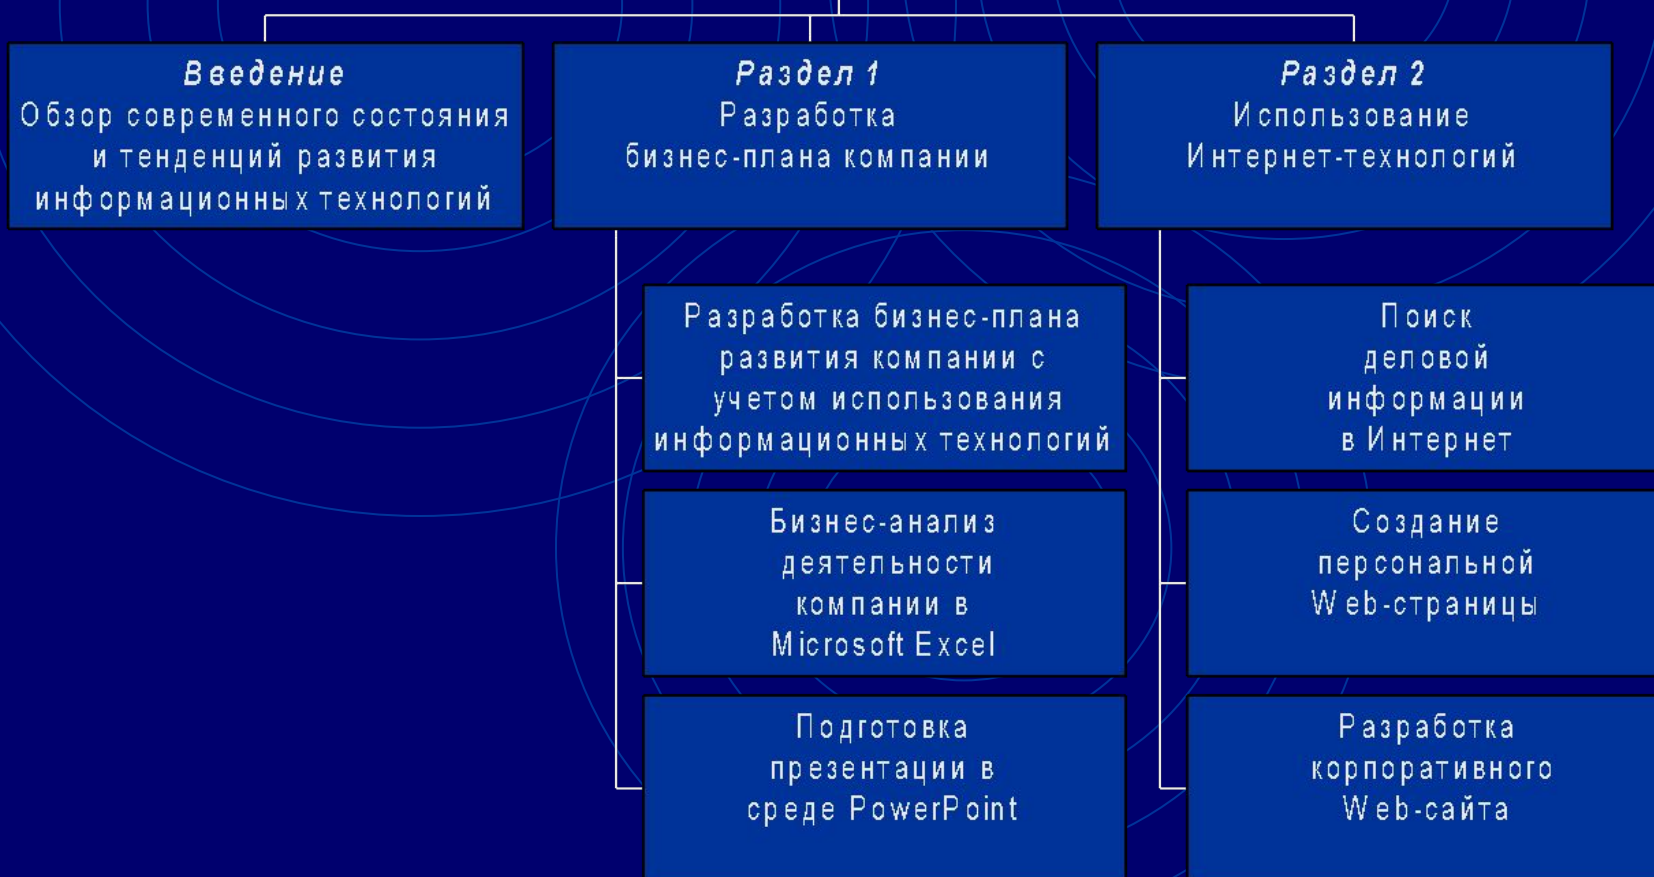 Введение
Обзор современного состояния
и тенденций развития
информационных технологий
Раздел 1
Разработка
бизнес-плана компании
Раздел 2
Использование
Интернет-технологий
Разработка бизнес-плана
развития компании с
учетом использования
информационных технологий
Бизнес-анализ
деятельности
компании в
Microsoft Excel
Подготовка
презентации в
среде PowerPoint
Поиск
деловой
информации
в Интернет
Создание
персональной
Web-страницы
Разработка
корпоративного
Web-сайта